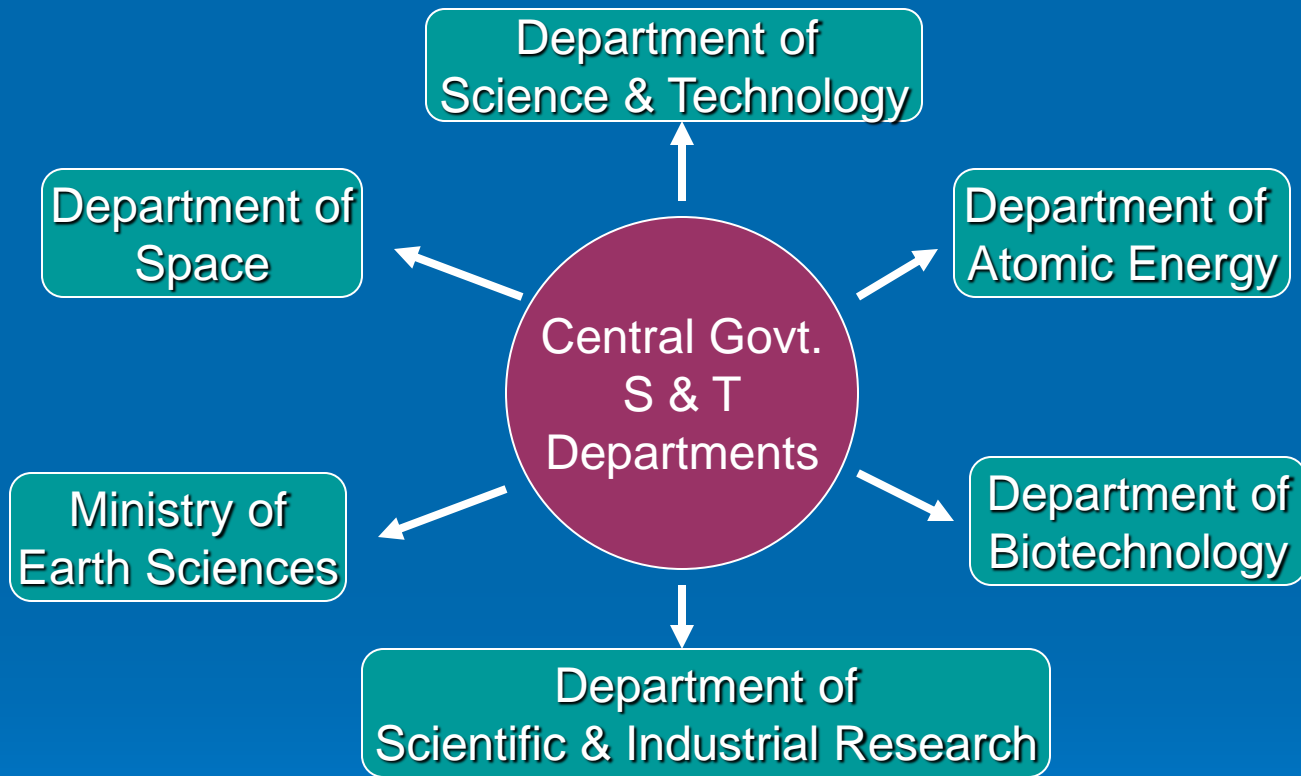 Department of
Science & Technology
Department of
Space
Department of
Atomic Energy
Central Govt.
S & T
Departments
Ministry of
Earth Sciences
Department of
Biotechnology
Department of
Scientific & Industrial Research